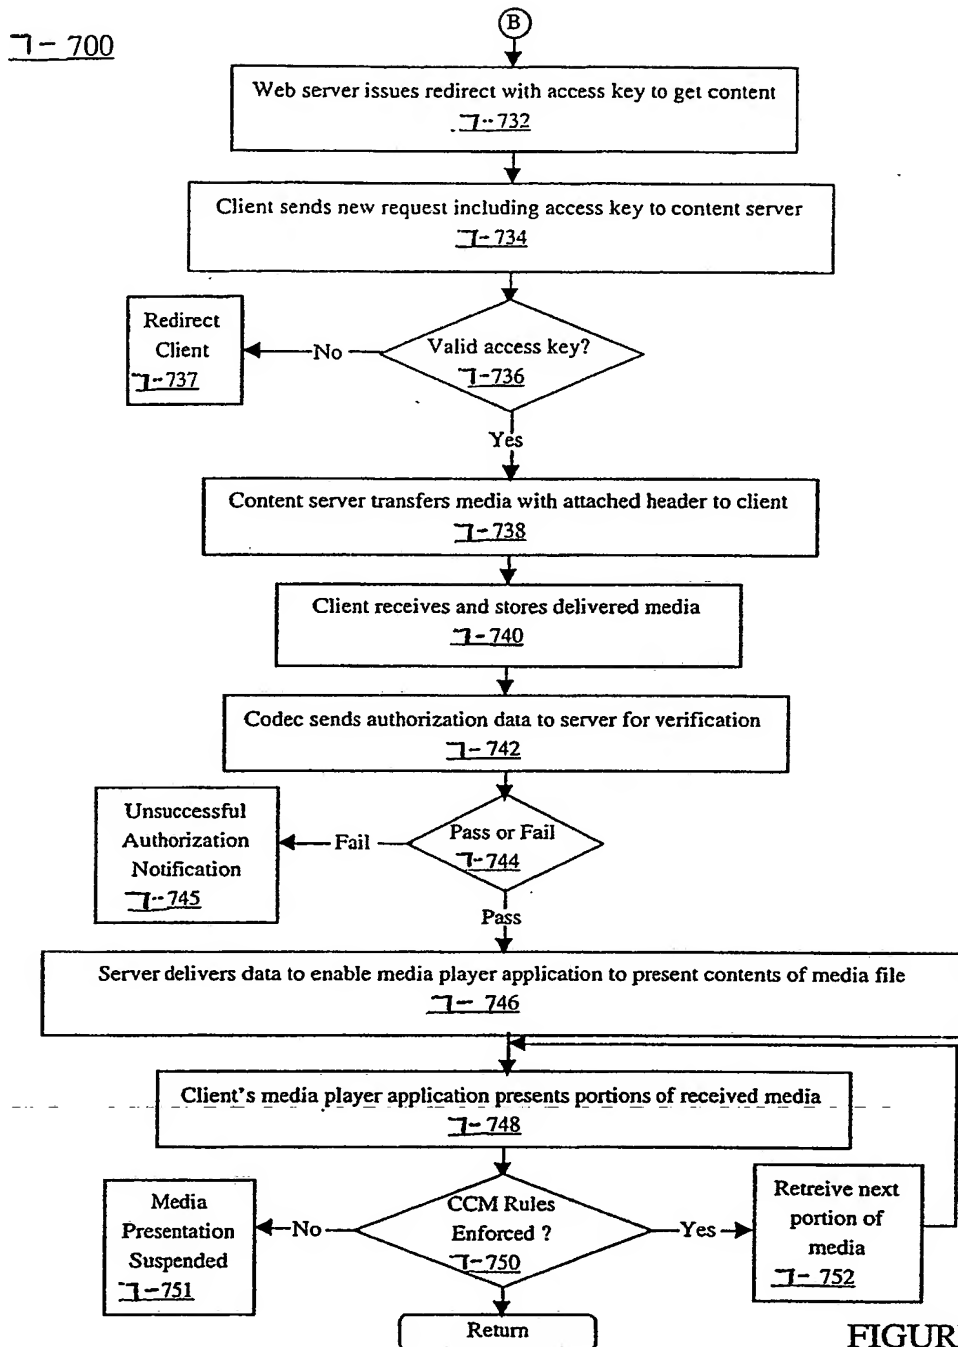 B
7-700
Web server issues redirect with access key to get content
7-732
Client sends new request including access key to content server
7-734
Redirect
Client
7-737
No
Valid access key?
7-736
Yes
Content server transfers media with attached header to client
7-738
Client receives and stores delivered media
7-740
Codec sends authorization data to server for verification
7-742
Unsuccessful
Authorization
Notification
7-745
Fail
Pass or Fail
7-744
Pass
Server delivers data to enable media player application to present contents of media file
7-746
Client's media player application presents portions of received media
7-748
Media
Presentation
Suspended
7-751
No
CCM Rules
Enforced ?
7-750
Yes
Retreive next
portion of
media
7-752
Return
FIGUR